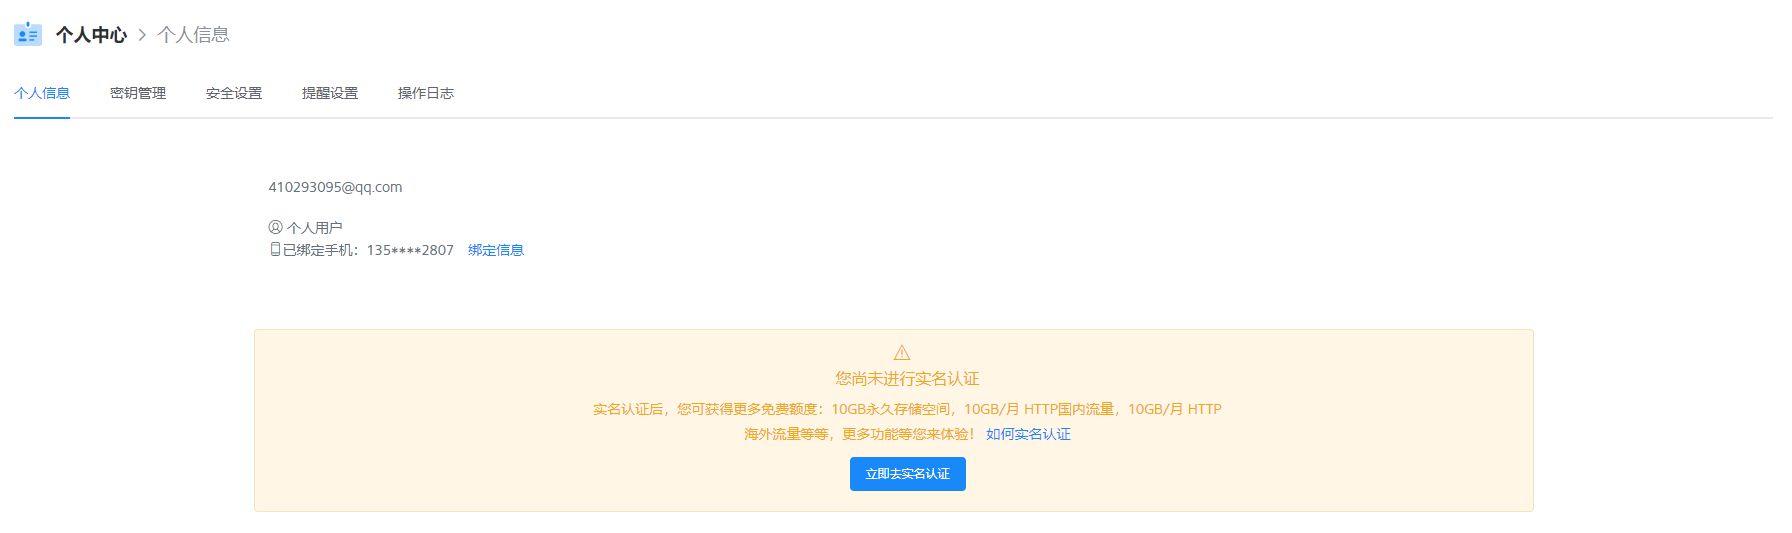 个人中心 > 个人信息
个人信息 密钥管理 安全设置 提醒设置 操作日志
410293095@qq.com
个人用户
已绑定手机：135****2807 绑定信息
您尚未进行实名认证
实名认证后，您可获得更多免费额度：10GB永久存储空间，10GB/月 HTTP国内流量，10GB/月 HTTP
海外流量等等，更多功能等您来体验！ 如何实名认证
立即去实名认证